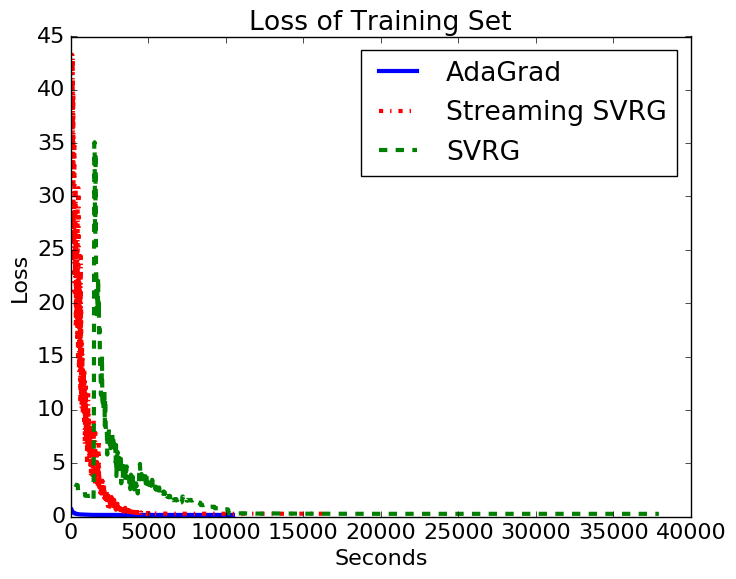 Loss of Training Set
45
40
35
30
25
20
15
10
5
0
Loss
AdaGrad
Streaming SVRG
SVRG
0 5000 10000 15000 20000 25000 30000 35000 40000
Seconds